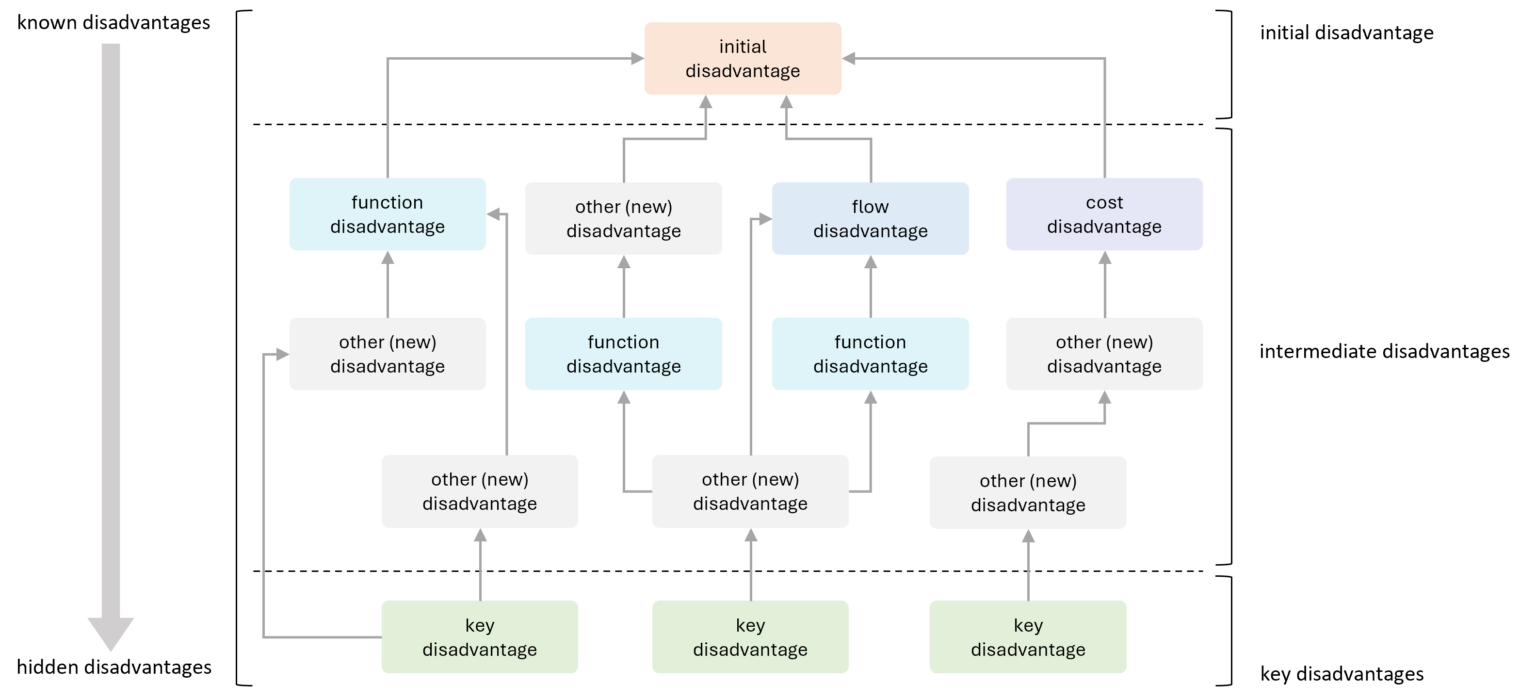 known disadvantages
initial
disadvantage
initial disadvantage
function
disadvantage
other (new)
disadvantage
flow
disadvantage
cost
disadvantage
other (new)
disadvantage
function
disadvantage
function
disadvantage
other (new)
disadvantage
intermediate disadvantages
other (new)
disadvantage
other (new)
disadvantage
other (new)
disadvantage
key
disadvantage
key
disadvantage
key
disadvantage
hidden disadvantages
key disadvantages